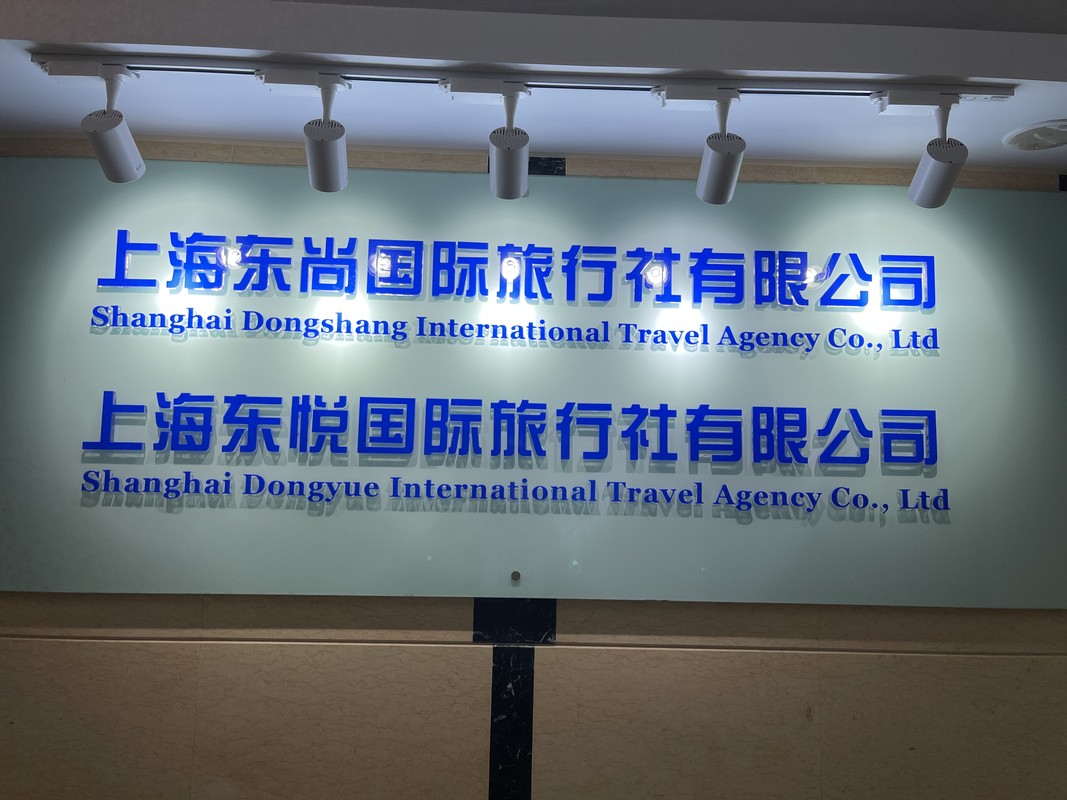 上海东尚国际旅行社有限公司
Shanghai Dongshang International Travel Agency Co., Ltd
上海东悦国际旅行社有限公司
Shanghai Dongyue International Travel Agency Co., Ltd